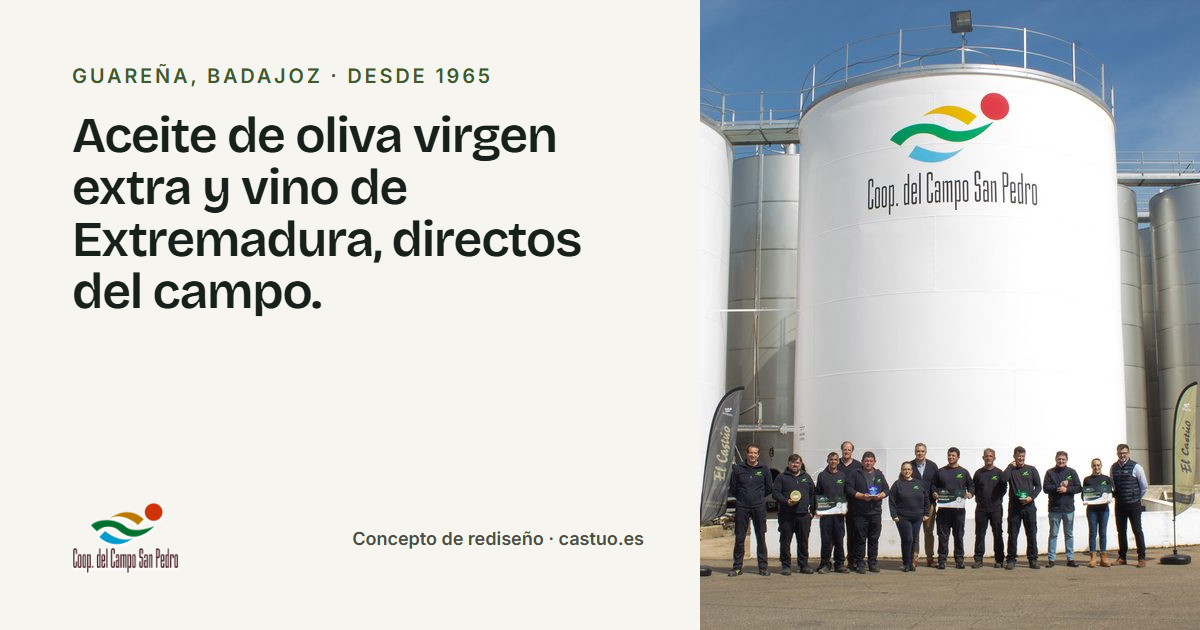 GUAREÑA, BADAJOZ · DESDE 1965
Aceite de oliva virgen
extra y vino de
Extremadura, directos
del campo.
Coop. del Campo San Pedro
Concepto de rediseño · castuo.es
Coop. del Campo San Pedro
El Castúo
El Castúo